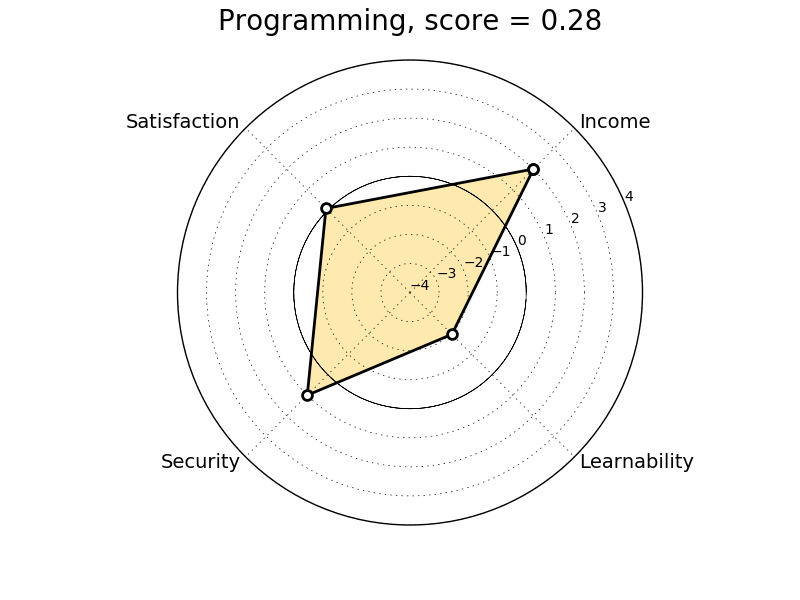 Programming, score = 0.28
Satisfaction
Income
4
3
2
1
0
−1
−2
−3
−4
Security
Learnability